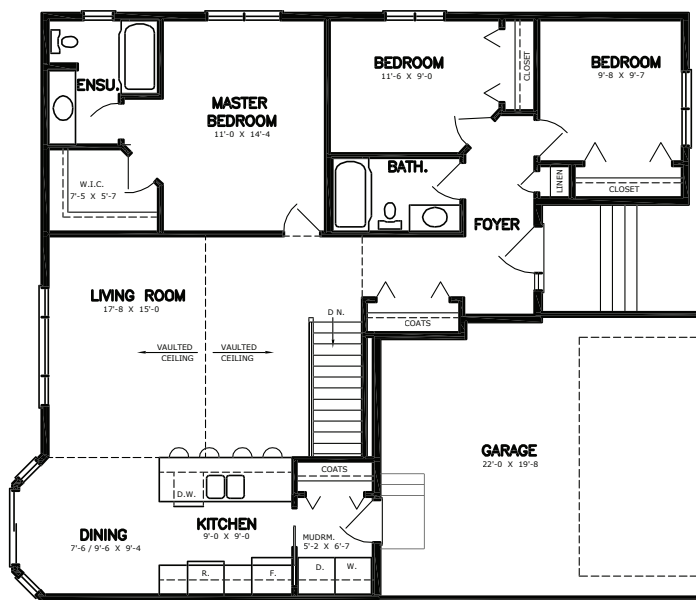 ENSU.
MASTER
BEDROOM
11'-0 X 14'-4
BEDROOM
11'-6 X 9'-0
CLOSET
BEDROOM
9'-8 X 9'-7
W.I.C.
7'-5 X 5'-7
BATH.
LINEN
CLOSET
FOYER
LIVING ROOM
17'-8 X 15'-0
D N.
COATS
VAULTED
CEILING
VAULTED
CEILING
GARAGE
22'-0 X 19'-8
COATS
D.W.
KITCHEN
9'-0 X 9'-0
DINING
7'-6 / 9'-6 X 9'-4
MUDRM.
5'-2 X 6'-7
R.
F.
D.
W.